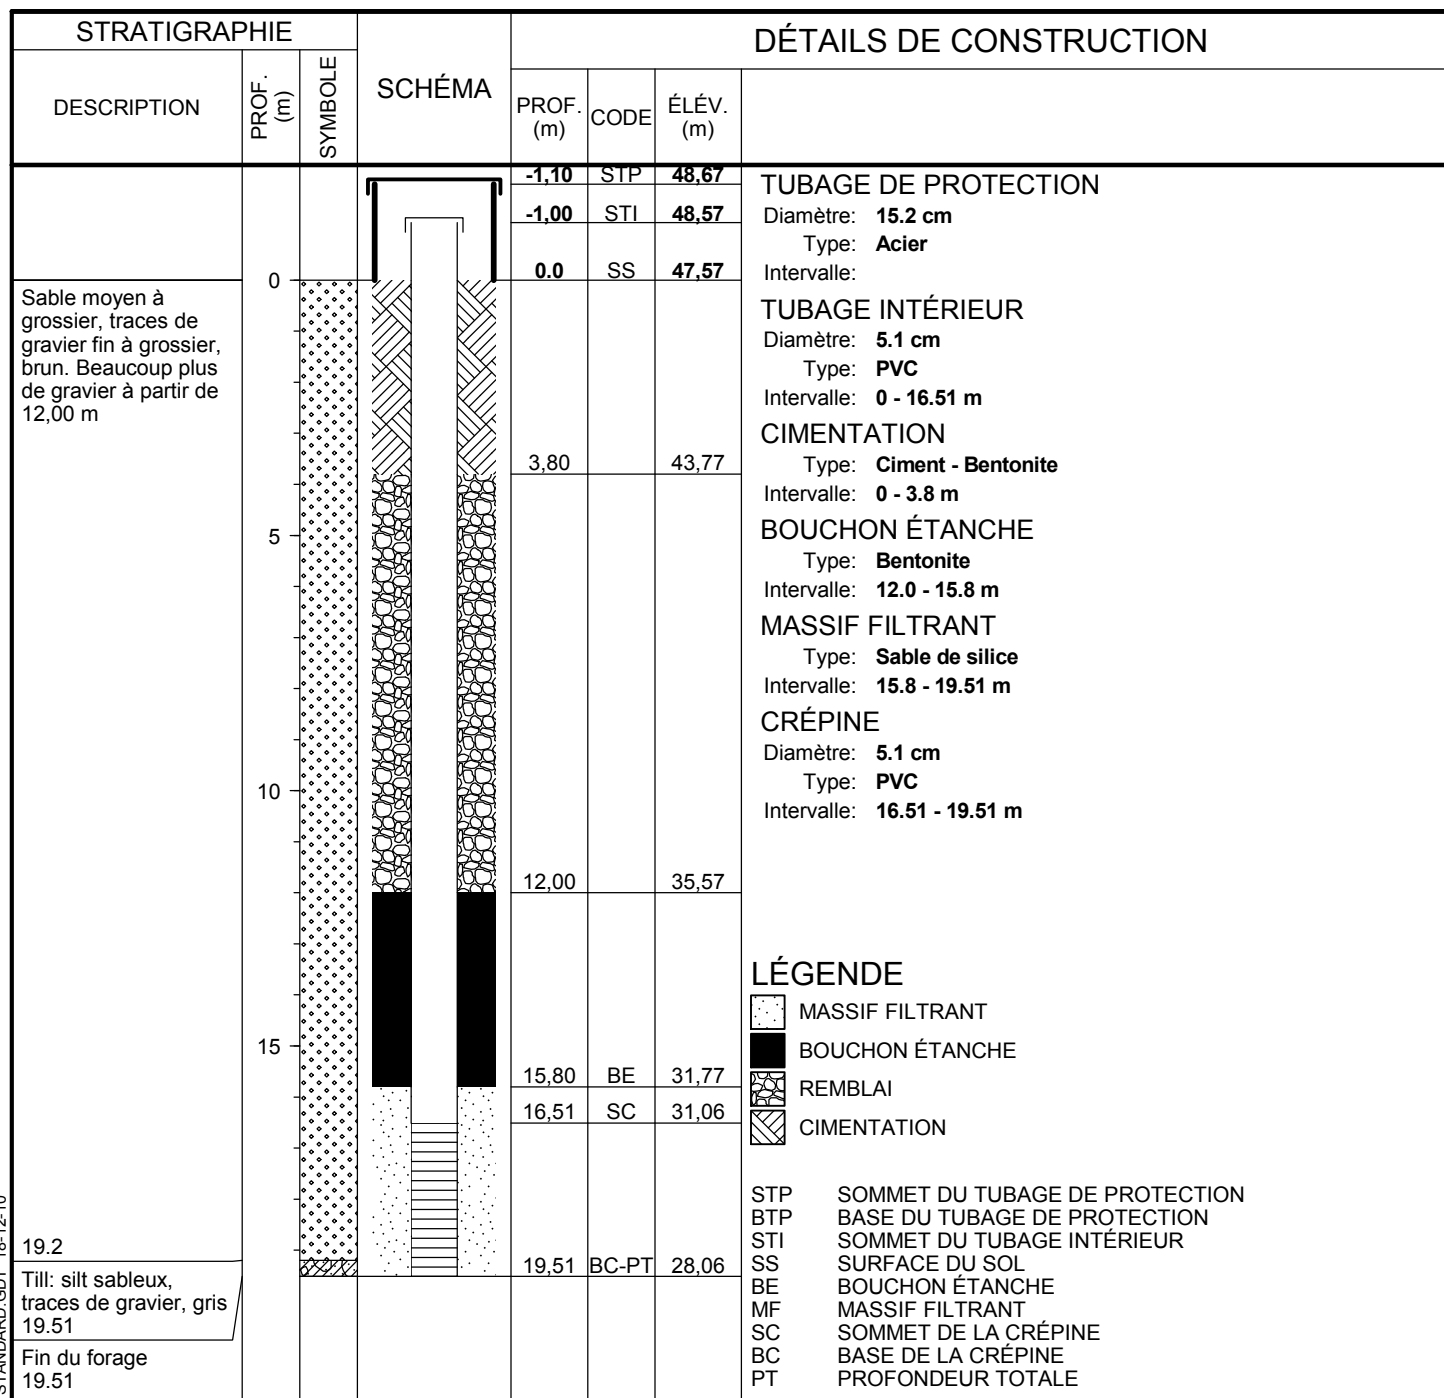 STRATIGRAPHIE
DESCRIPTION
PROF. (m)
SYMBOLE
SCHÉMA
DÉTAILS DE CONSTRUCTION
PROF. (m)
CODE
ÉLÉV. (m)
-1,10 STP 48,67
-1,00 STI 48,57
0.0 SS 47,57
3,80 43,77
12,00 35,57
15,80 BE 31,77
16,51 SC 31,06
19,51 BC-PT 28,06
0
5
10
15
Sable moyen à
grossier, traces de
gravier fin à grossier,
brun. Beaucoup plus
de gravier à partir de
12,00 m
19.2
Till: silt sableux,
traces de gravier, gris
19.51
Fin du forage
19.51
TUBAGE DE PROTECTION
Diamètre: 15.2 cm
Type: Acier
Intervalle:
TUBAGE INTÉRIEUR
Diamètre: 5.1 cm
Type: PVC
Intervalle: 0 - 16.51 m
CIMENTATION
Type: Ciment - Bentonite
Intervalle: 0 - 3.8 m
BOUCHON ÉTANCHE
Type: Bentonite
Intervalle: 12.0 - 15.8 m
MASSIF FILTRANT
Type: Sable de silice
Intervalle: 15.8 - 19.51 m
CRÉPINE
Diamètre: 5.1 cm
Type: PVC
Intervalle: 16.51 - 19.51 m
LÉGENDE
MASSIF FILTRANT
BOUCHON ÉTANCHE
REMBLAI
CIMENTATION
STP SOMMET DU TUBAGE DE PROTECTION
BTP BASE DU TUBAGE DE PROTECTION
STI SOMMET DU TUBAGE INTÉRIEUR
SS SURFACE DU SOL
BE BOUCHON ÉTANCHE
MF MASSIF FILTRANT
SC SOMMET DE LA CRÉPINE
BC BASE DE LA CRÉPINE
PT PROFONDEUR TOTALE
STANDARD.GDT 18-12-10